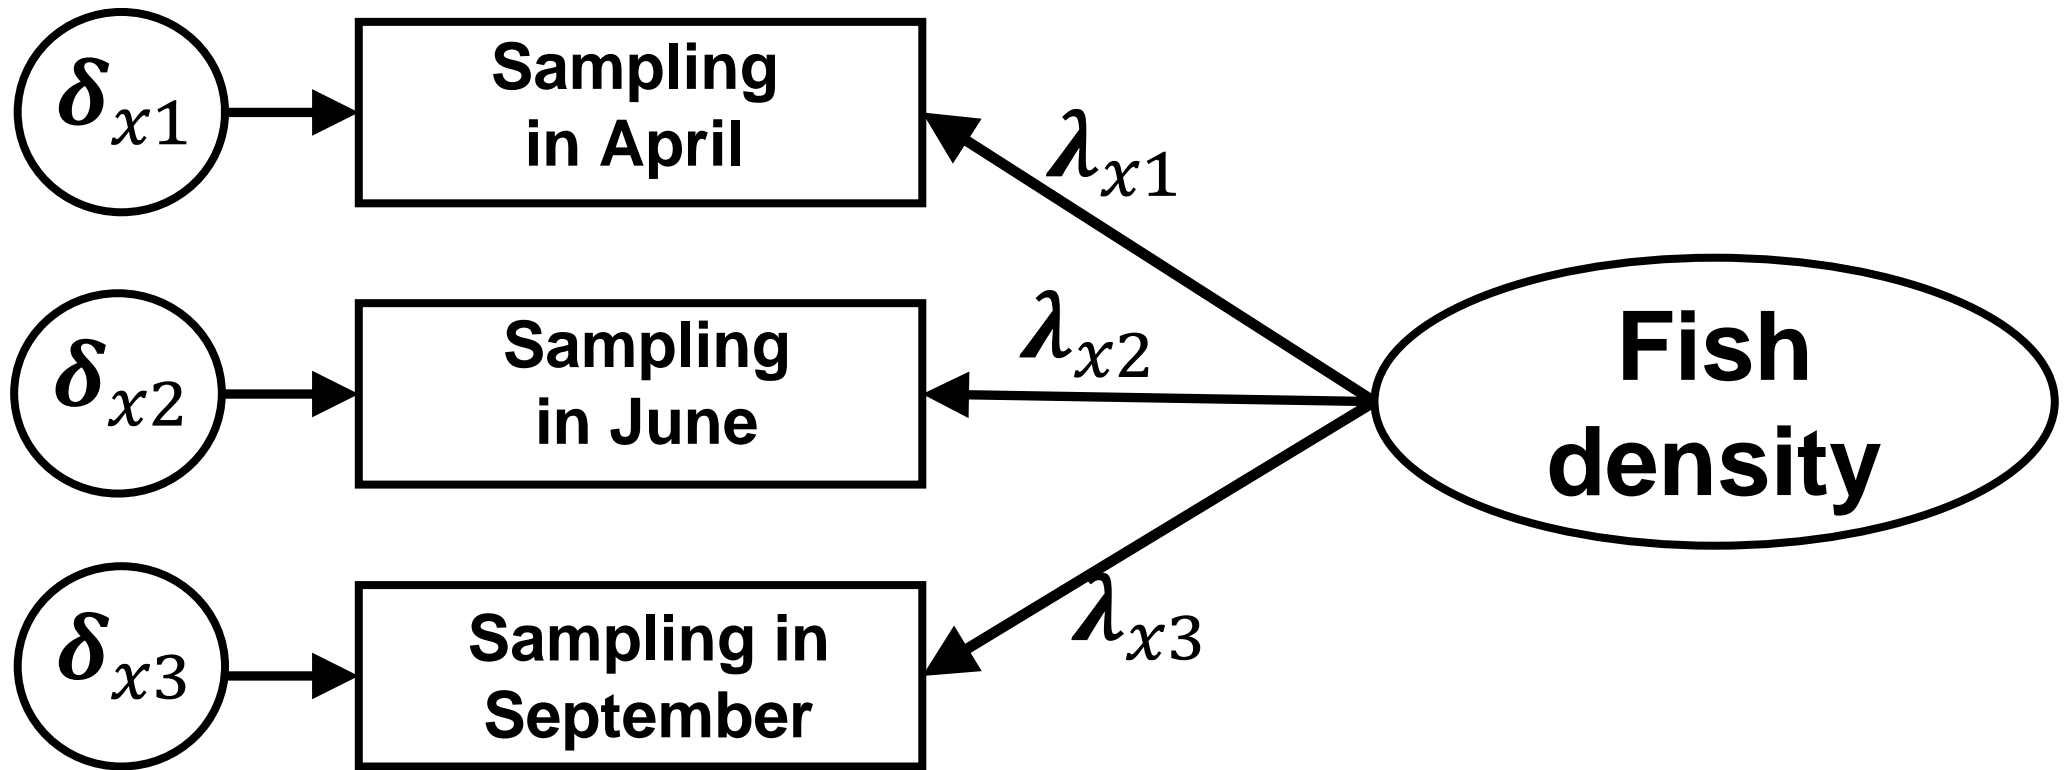 δx1
Sampling
in April
λx1
δx2
Sampling
in June
λx2
Fish
density
δx3
Sampling in
September
λx3